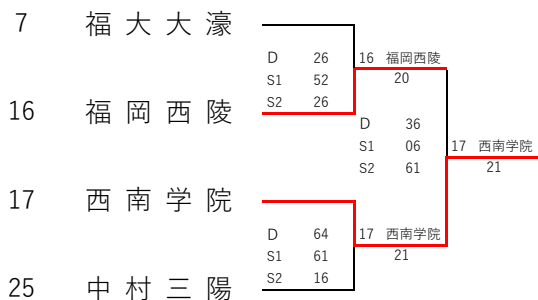 7 福大大濠
D 26 16 福岡西陵
S1 52 20
16 福岡西陵
S2 26
D 36
S1 06 17 西南学院
S2 61 21
17 西南学院
D 64 17 西南学院
S1 61 21
25 中村三陽
S2 16